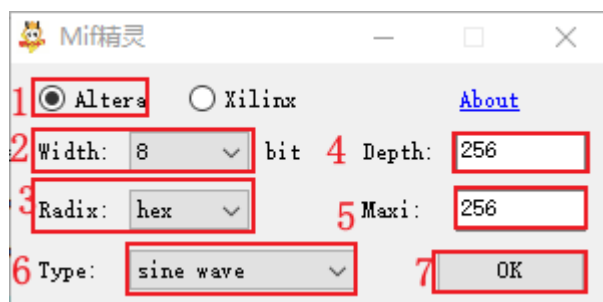 Mif精灵
1 Altera Xilinx About
2 Width: 8 bit 4 Depth: 256
3 Radix: hex 5 Maxi: 256
6 Type: sine wave 7 OK